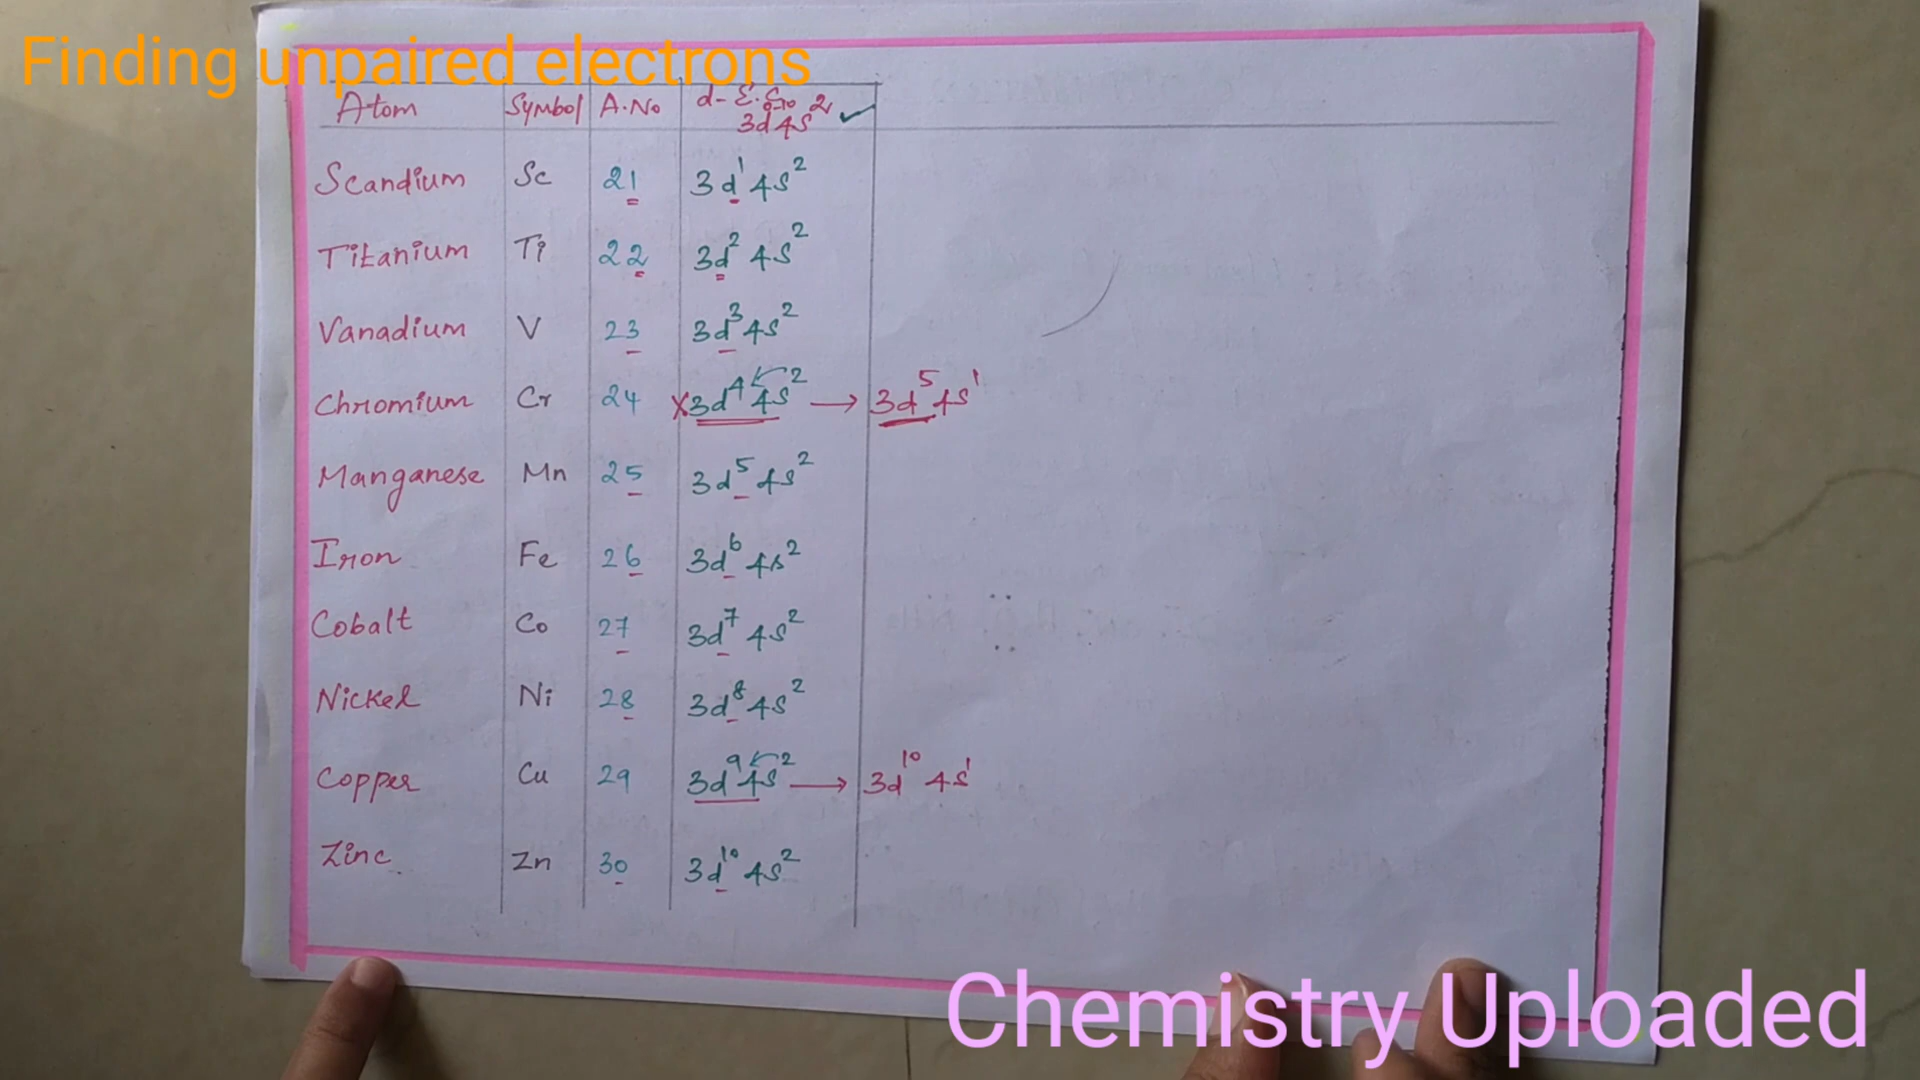 Finding unpaired electrons
Atom Symbol A.No d-E.C
3d⁰⁻¹⁰ 4s² ✓
Scandium Sc 21 3d¹ 4s²
Titanium Ti 22 3d² 4s²
Vanadium V 23 3d³ 4s²
Chromium Cr 24 X 3d⁴ 4s² → 3d⁵ 4s¹
Manganese Mn 25 3d⁵ 4s²
Iron Fe 26 3d⁶ 4s²
Cobalt Co 27 3d⁷ 4s²
Nickel Ni 28 3d⁸ 4s²
Copper Cu 29 3d⁹ 4s² → 3d¹⁰ 4s¹
Zinc Zn 30 3d¹⁰ 4s²
Chemistry Uploaded